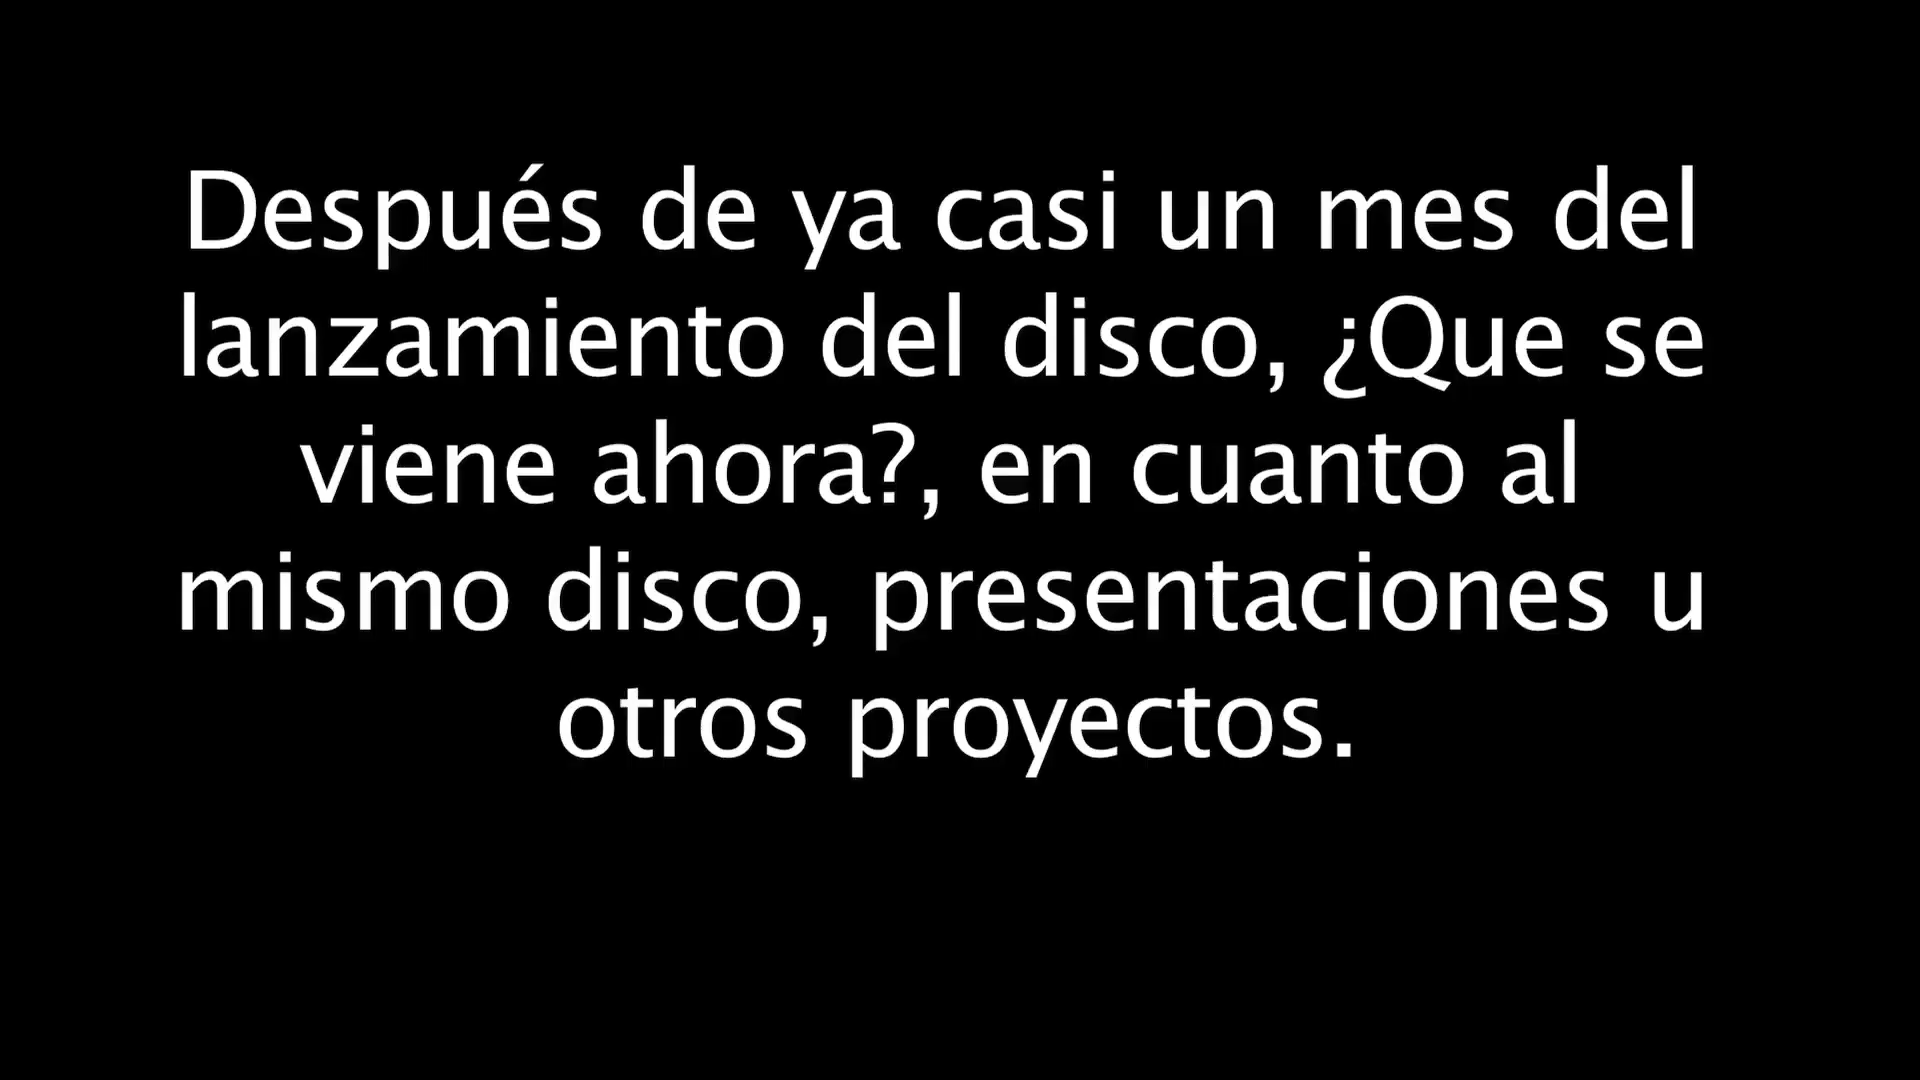 Después de ya casi un mes del
lanzamiento del disco, ¿Que se
viene ahora?, en cuanto al
mismo disco, presentaciones u
otros proyectos.